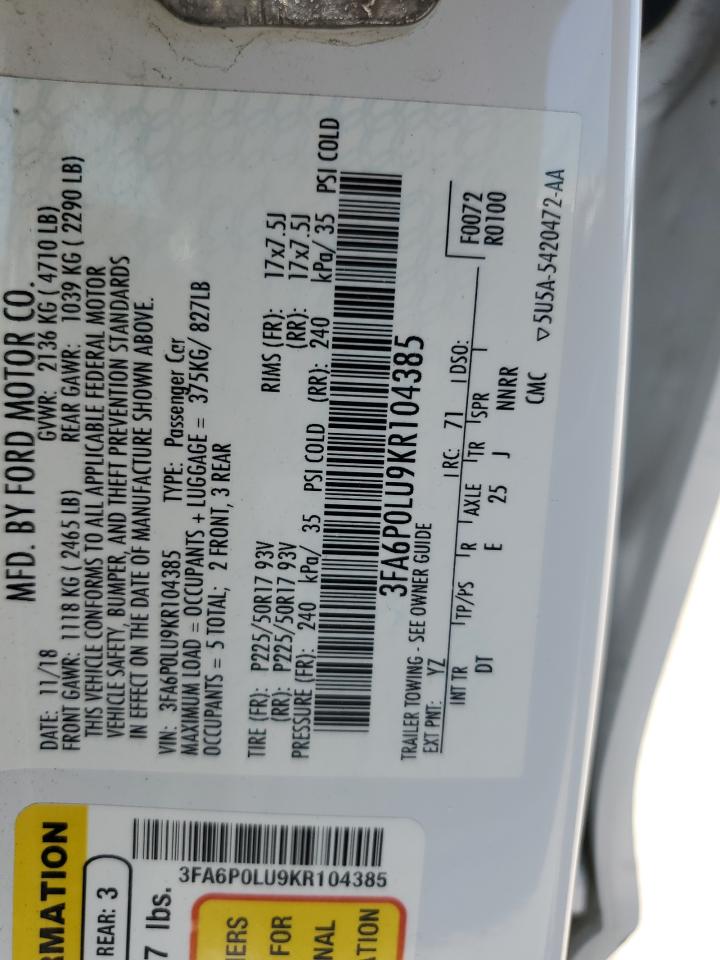 MFD. BY FORD MOTOR CO.
DATE: 11/18 GVWR: 2136 KG ( 4710 LB)
FRONT GAWR: 1118 KG ( 2465 LB) REAR GAWR: 1039 KG ( 2290 LB)
THIS VEHICLE CONFORMS TO ALL APPLICABLE FEDERAL MOTOR
VEHICLE SAFETY, BUMPER, AND THEFT PREVENTION STANDARDS
IN EFFECT ON THE DATE OF MANUFACTURE SHOWN ABOVE.
VIN: 3FA6P0LU9KR104385 TYPE: Passenger Car
MAXIMUM LOAD = OCCUPANTS + LUGGAGE = 375KG/ 827LB
OCCUPANTS = 5 TOTAL; 2 FRONT, 3 REAR
TIRE (FR): P225/50R17 93V RIMS (FR): 17x7.5J
(RR): P225/50R17 93V (RR): 17x7.5J
PRESSURE (FR): 240 kPa/ 35 PSI COLD (RR): 240 kPa/ 35 PSI COLD
3FA6P0LU9KR104385
TRAILER TOWING - SEE OWNER GUIDE
EXT PNT: YZ RC: 71 DSO: F0072
INT TR TP/PS R AXLE TR SPR R0100
DT E 25 J NNRR
CMC
▽5U5A-5420472-AA
RMATION
REAR: 3
7 lbs.
3FA6P0LU9KR104385
FOR